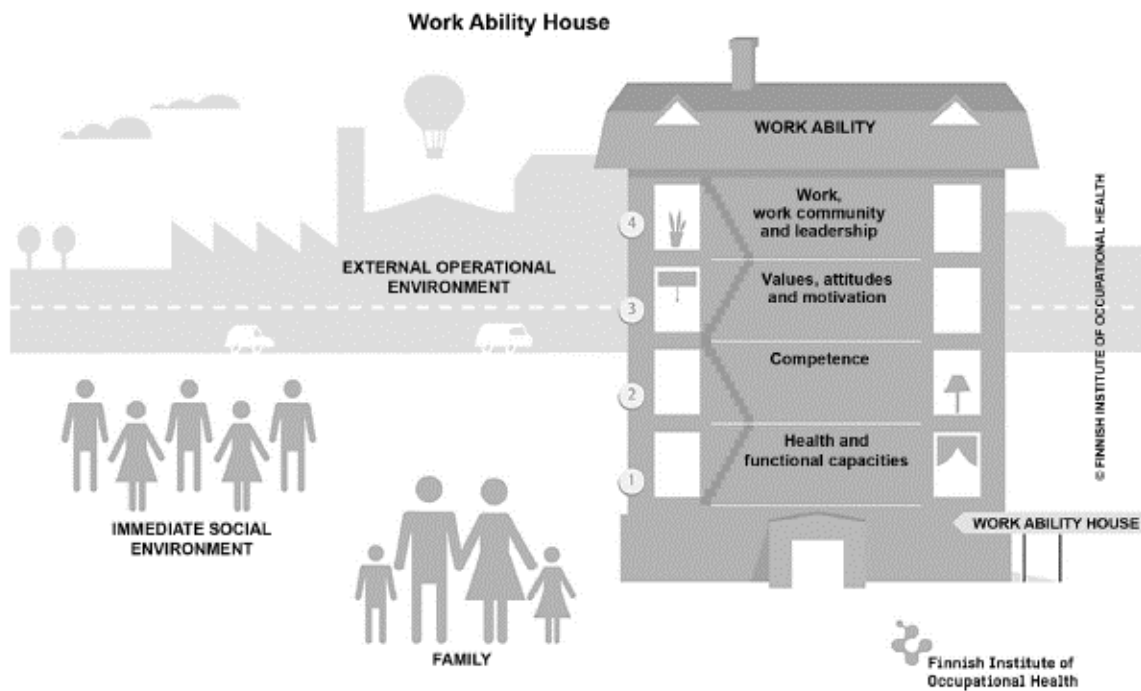 Work Ability House
WORK ABILITY
4
Work,
work community
and leadership
3
Values, attitudes
and motivation
2
Competence
1
Health and
functional capacities
EXTERNAL OPERATIONAL
ENVIRONMENT
IMMEDIATE SOCIAL
ENVIRONMENT
FAMILY
WORK ABILITY HOUSE
© FINNISH INSTITUTE OF OCCUPATIONAL HEALTH
Finnish Institute of
Occupational Health